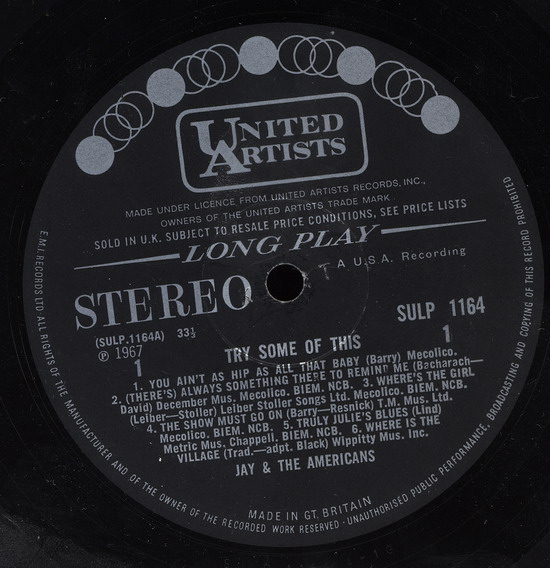 UNITED
ARTISTS
MADE UNDER LICENCE FROM UNITED ARTISTS RECORDS, INC.,
OWNERS OF THE UNITED ARTISTS TRADE MARK
SOLD IN U.K. SUBJECT TO RESALE PRICE CONDITIONS, SEE PRICE LISTS
LONG PLAY
A U.S.A. Recording
STEREO
SULP 1164
(SULP.1164A) 33⅓
℗ 1967
1
1
TRY SOME OF THIS
1. YOU AIN'T AS HIP AS ALL THAT BABY (Barry) Mecolico.
2. (THERE'S) ALWAYS SOMETHING THERE TO REMIND ME (Bacharach—
David) December Mus. Mecolico. BIEM. NCB. 3. WHERE'S THE GIRL
(Leiber—Stoller) Leiber Stoller Songs Ltd. Mecolico. BIEM. NCB.
4. THE SHOW MUST GO ON (Barry—Resnick) T.M. Mus. Ltd.
Mecolico. BIEM. NCB. 5. TRULY JULIE'S BLUES (Lind)
Metric Mus. Chappell. BIEM. NCB. 6. WHERE IS THE
VILLAGE (Trad.—adpt. Black) Wippitty Mus. Inc.
JAY & THE AMERICANS
MADE IN GT. BRITAIN
E.M.I. RECORDS LTD · ALL RIGHTS OF THE MANUFACTURER AND OF THE OWNER OF THE RECORDED WORK RESERVED · UNAUTHORISED PUBLIC PERFORMANCE, BROADCASTING AND COPYING OF THIS RECORD PROHIBITED